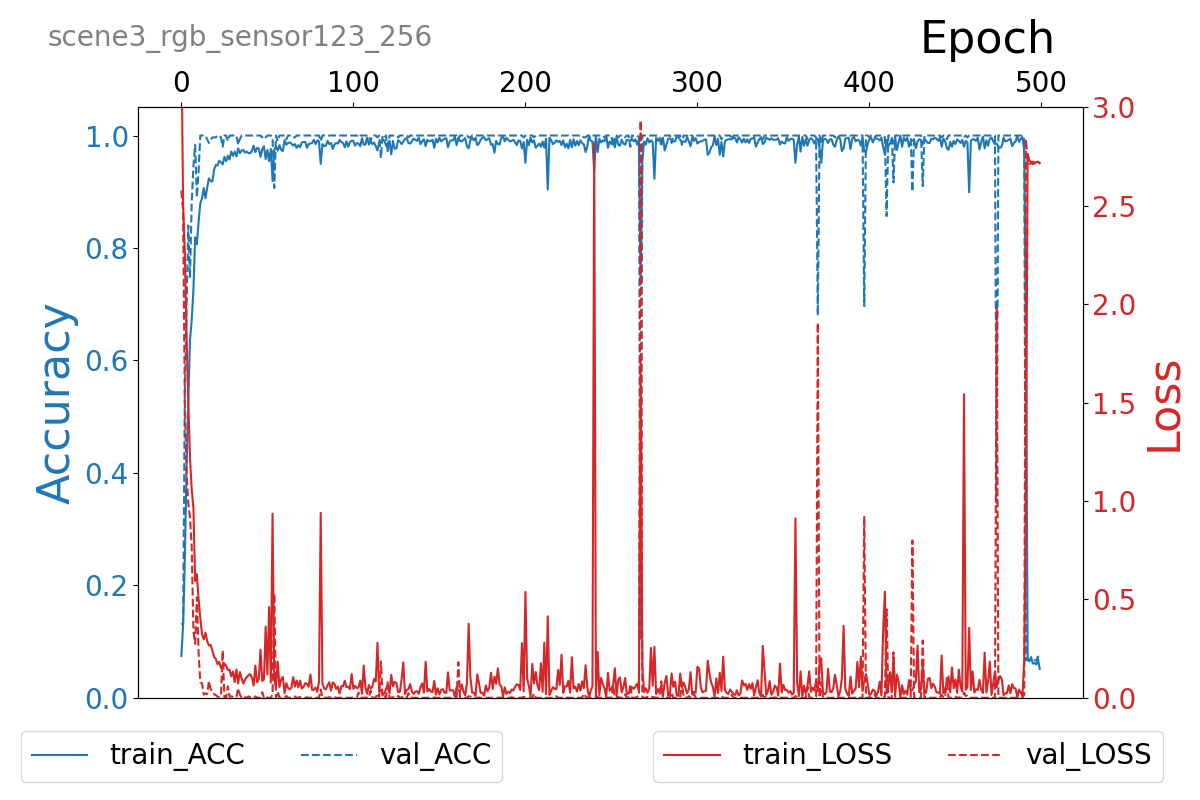 scene3_rgb_sensor123_256
Epoch
0 100 200 300 400 500
1.0
0.8
0.6
0.4
0.2
0.0
Accuracy
3.0
2.5
2.0
1.5
1.0
0.5
0.0
Loss
train_ACC val_ACC
train_LOSS val_LOSS